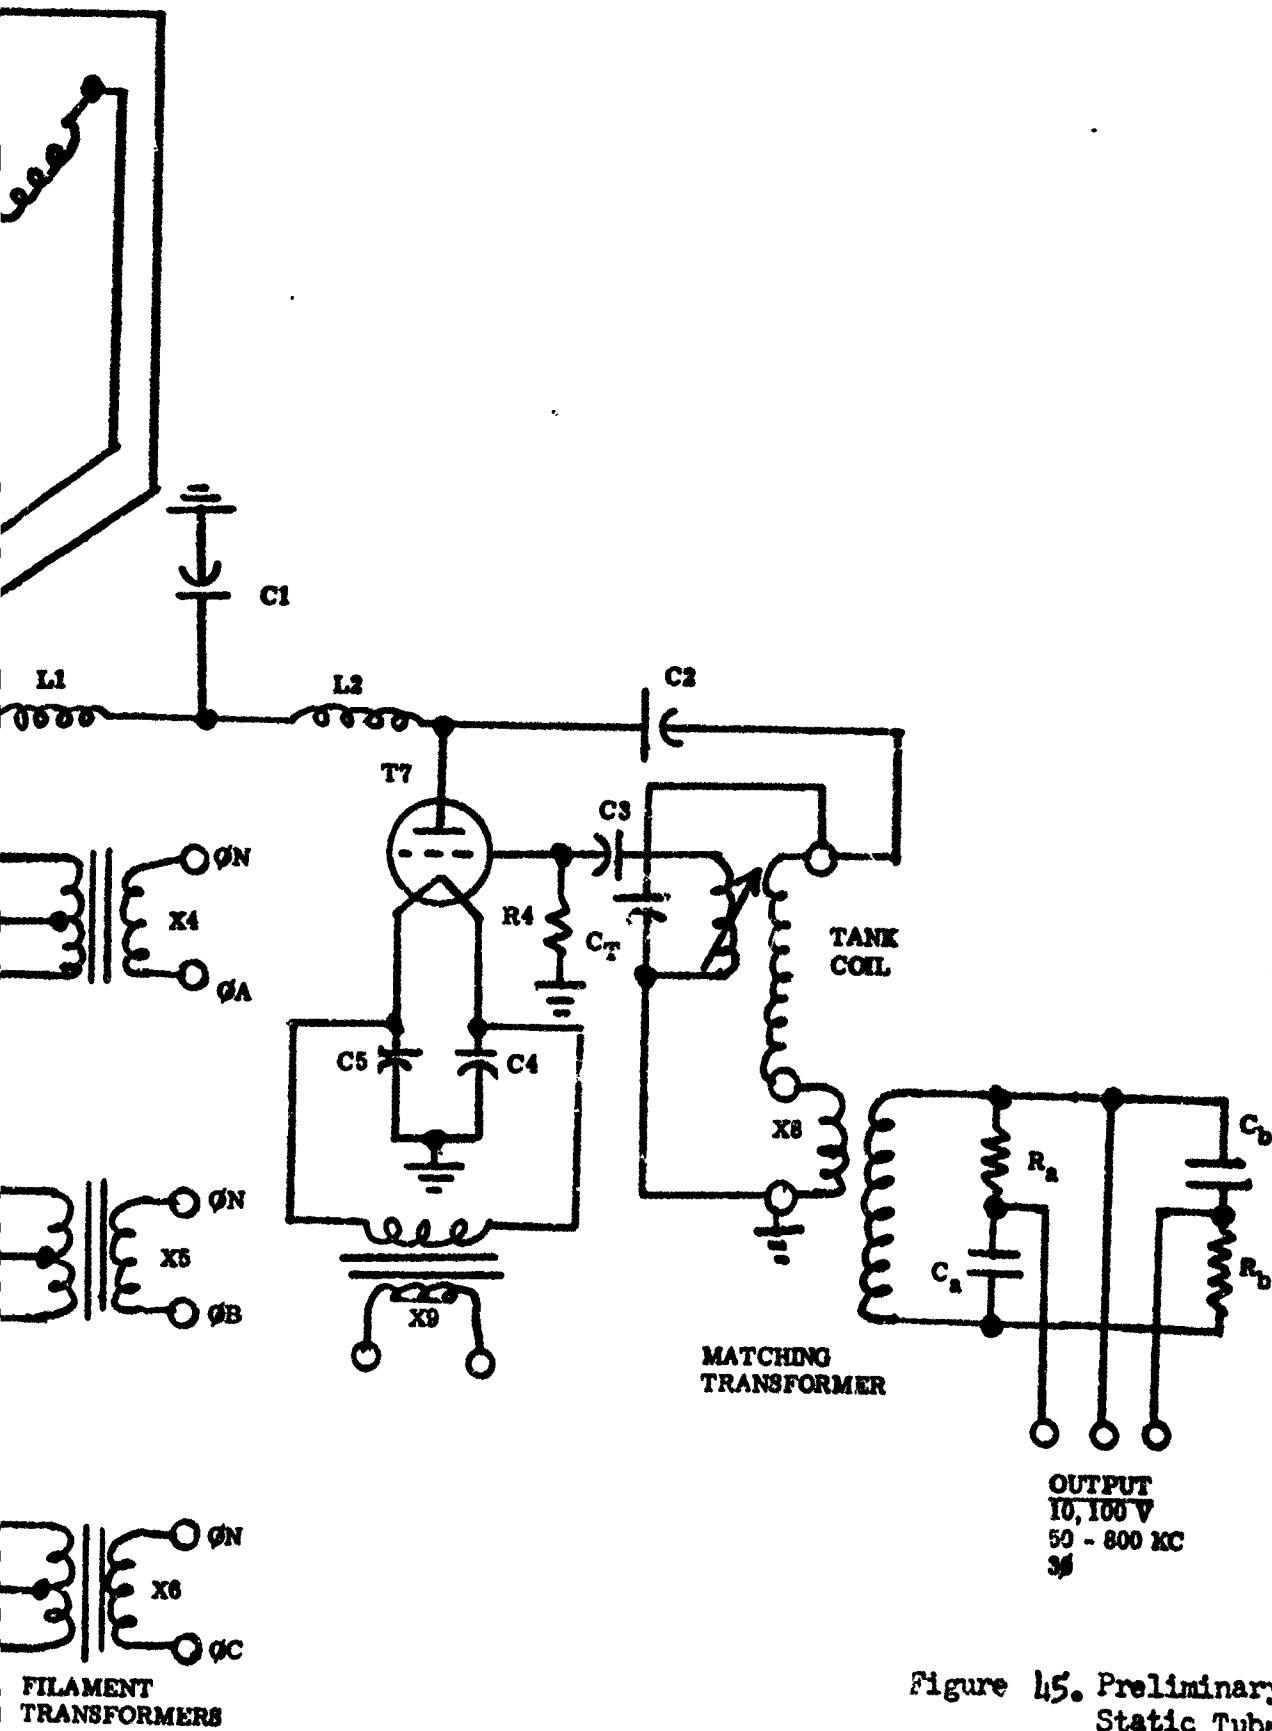 C1
L1
L2
C2
T7
C3
ØN
X4
ØA
R4
C_T
TANK
COIL
C5
C4
X8
C_b
R_a
ØN
X5
ØB
C_a
R_b
X9
MATCHING
TRANSFORMER
OUTPUT
10,100 V
50 - 800 KC
3Ø
ØN
X6
ØC
FILAMENT
TRANSFORMERS
Figure 45. Preliminary
Static Tube